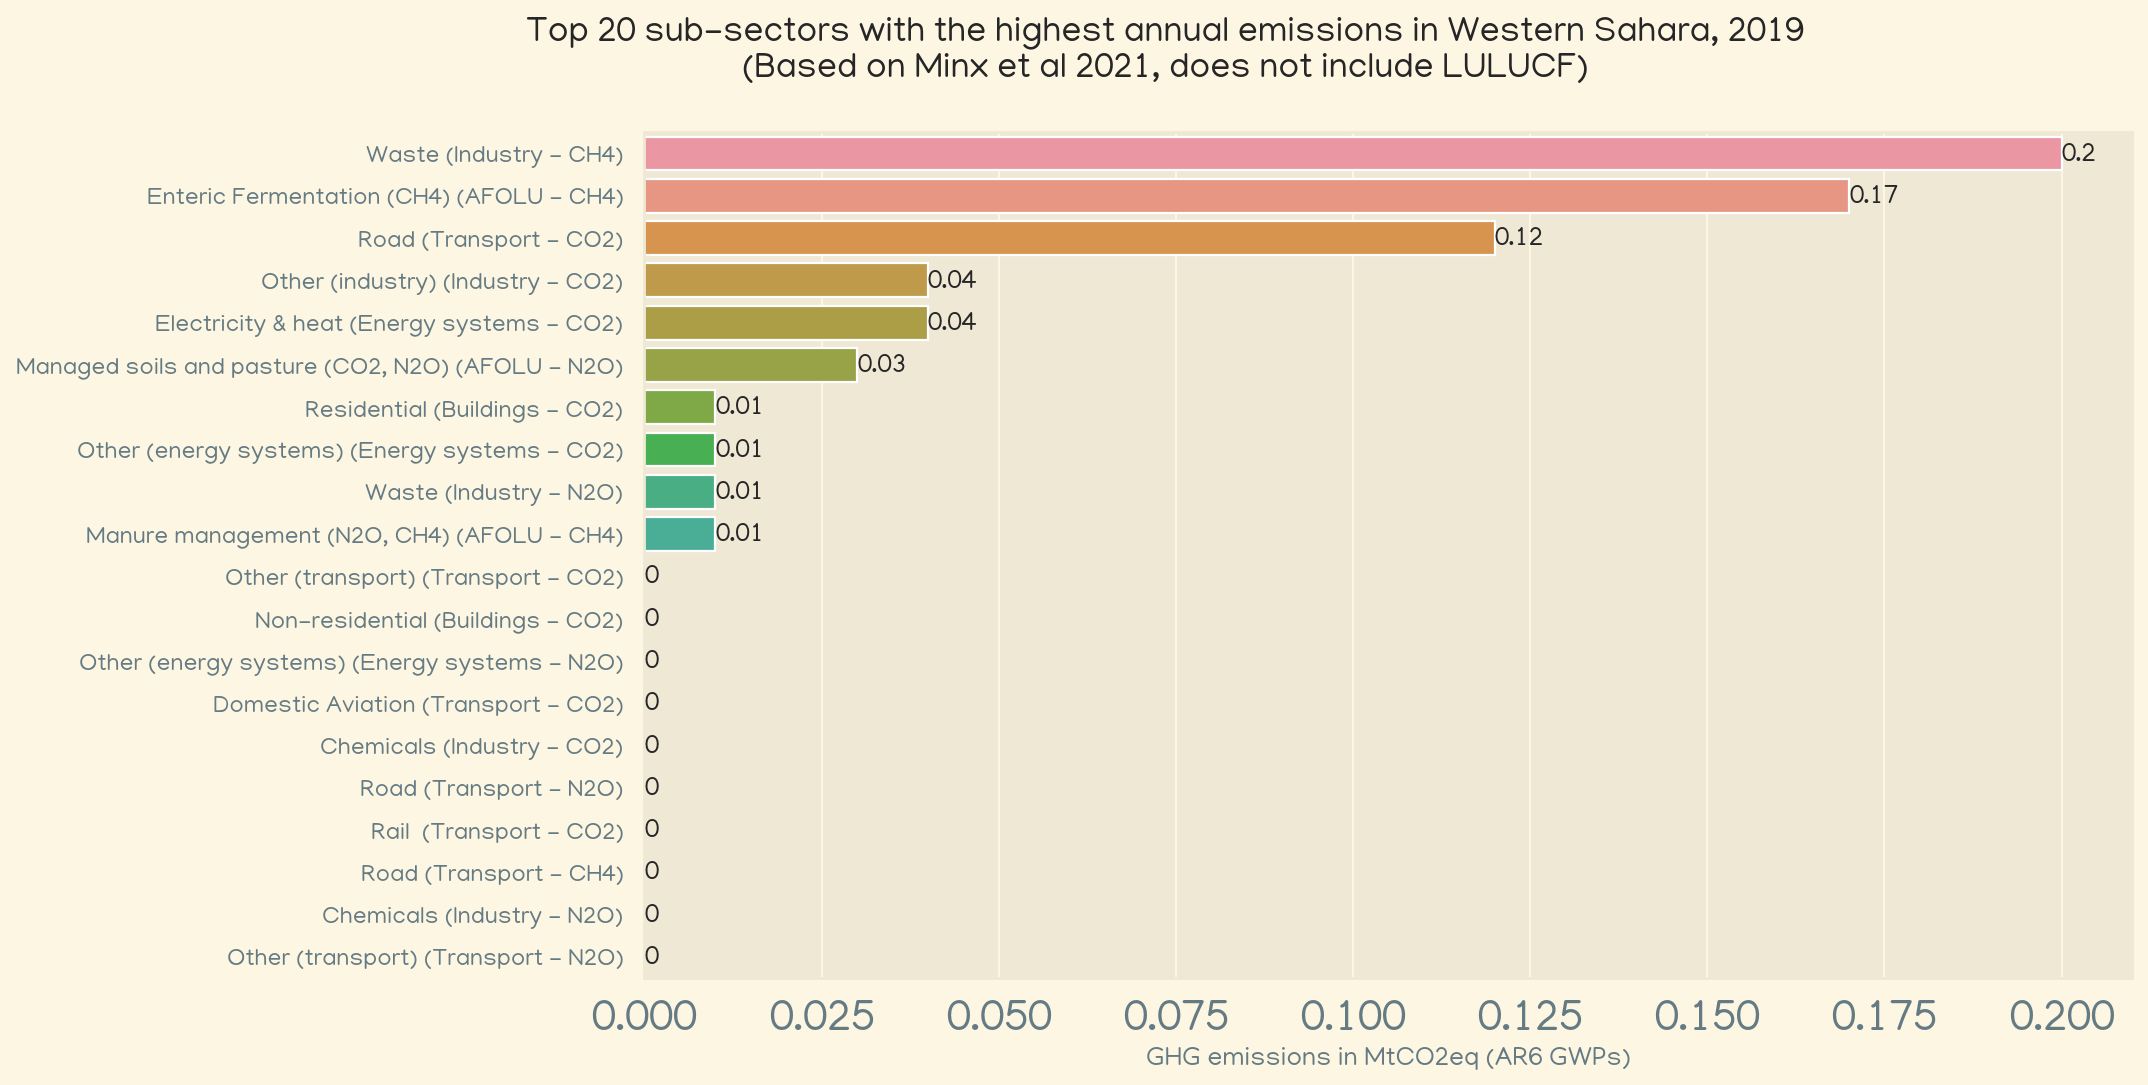 Top 20 sub-sectors with the highest annual emissions in Western Sahara, 2019
(Based on Minx et al 2021, does not include LULUCF)
Waste (Industry - CH4) 0.2
Enteric Fermentation (CH4) (AFOLU - CH4) 0.17
Road (Transport - CO2) 0.12
Other (industry) (Industry - CO2) 0.04
Electricity & heat (Energy systems - CO2) 0.04
Managed soils and pasture (CO2, N2O) (AFOLU - N2O) 0.03
Residential (Buildings - CO2) 0.01
Other (energy systems) (Energy systems - CO2) 0.01
Waste (Industry - N2O) 0.01
Manure management (N2O, CH4) (AFOLU - CH4) 0.01
Other (transport) (Transport - CO2) 0
Non-residential (Buildings - CO2) 0
Other (energy systems) (Energy systems - N2O) 0
Domestic Aviation (Transport - CO2) 0
Chemicals (Industry - CO2) 0
Road (Transport - N2O) 0
Rail  (Transport - CO2) 0
Road (Transport - CH4) 0
Chemicals (Industry - N2O) 0
Other (transport) (Transport - N2O) 0
0.000 0.025 0.050 0.075 0.100 0.125 0.150 0.175 0.200
GHG emissions in MtCO2eq (AR6 GWPs)